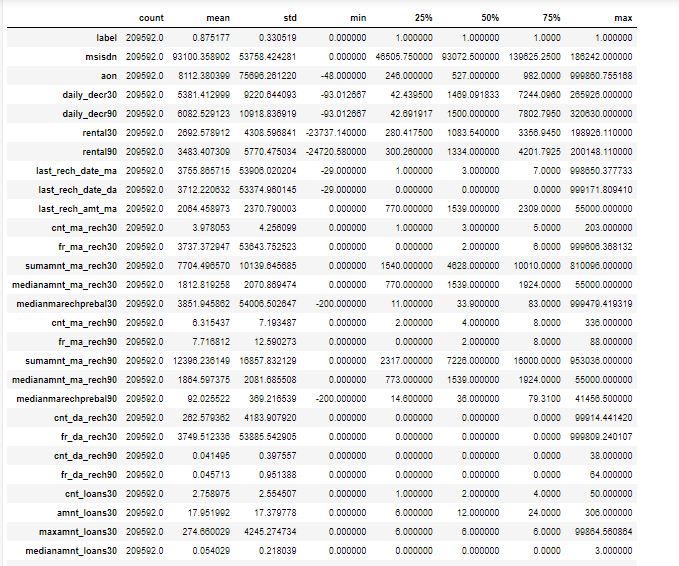 count mean std min 25% 50% 75% max
label 209592.0 0.875177 0.330519 0.000000 1.000000 1.000000 1.0000 1.000000
msisdn 209592.0 93100.358902 53758.424281 0.000000 46505.750000 93072.500000 139625.2500 186242.000000
aon 209592.0 8112.380399 75696.261220 -48.000000 246.000000 527.000000 982.0000 999860.755168
daily_decr30 209592.0 5381.412999 9220.644093 -93.012667 42.439500 1469.091833 7244.0960 265926.000000
daily_decr90 209592.0 6082.529123 10918.836919 -93.012667 42.691917 1500.000000 7802.7950 320630.000000
rental30 209592.0 2692.578912 4308.596841 -23737.140000 280.417500 1083.540000 3356.9450 198926.110000
rental90 209592.0 3483.407309 5770.475034 -24720.580000 300.260000 1334.000000 4201.7925 200148.110000
last_rech_date_ma 209592.0 3755.865715 53906.020204 -29.000000 1.000000 3.000000 7.0000 998650.377733
last_rech_date_da 209592.0 3712.220632 53374.960145 -29.000000 0.000000 0.000000 0.0000 999171.809410
last_rech_amt_ma 209592.0 2064.458973 2370.790003 0.000000 770.000000 1539.000000 2309.0000 55000.000000
cnt_ma_rech30 209592.0 3.978053 4.256099 0.000000 1.000000 3.000000 5.0000 203.000000
fr_ma_rech30 209592.0 3737.372947 53643.752523 0.000000 0.000000 2.000000 6.0000 999606.368132
sumamnt_ma_rech30 209592.0 7704.496570 10139.645685 0.000000 1540.000000 4628.000000 10010.0000 810096.000000
medianamnt_ma_rech30 209592.0 1812.819258 2070.869474 0.000000 770.000000 1539.000000 1924.0000 55000.000000
medianmarechprebal30 209592.0 3851.945862 54006.502647 -200.000000 11.000000 33.900000 83.0000 999479.419319
cnt_ma_rech90 209592.0 6.315437 7.193487 0.000000 2.000000 4.000000 8.0000 336.000000
fr_ma_rech90 209592.0 7.716812 12.590273 0.000000 0.000000 2.000000 8.0000 88.000000
sumamnt_ma_rech90 209592.0 12396.236149 16857.832129 0.000000 2317.000000 7226.000000 16000.0000 953036.000000
medianamnt_ma_rech90 209592.0 1864.597375 2081.685508 0.000000 773.000000 1539.000000 1924.0000 55000.000000
medianmarechprebal90 209592.0 92.025522 369.216539 -200.000000 14.600000 36.000000 79.3100 41456.500000
cnt_da_rech30 209592.0 262.579362 4183.907920 0.000000 0.000000 0.000000 0.0000 99914.441420
fr_da_rech30 209592.0 3749.512336 53885.542905 0.000000 0.000000 0.000000 0.0000 999809.240107
cnt_da_rech90 209592.0 0.041495 0.397557 0.000000 0.000000 0.000000 0.0000 38.000000
fr_da_rech90 209592.0 0.045713 0.951388 0.000000 0.000000 0.000000 0.0000 64.000000
cnt_loans30 209592.0 2.758975 2.554507 0.000000 1.000000 2.000000 4.0000 50.000000
amnt_loans30 209592.0 17.951992 17.379778 0.000000 6.000000 12.000000 24.0000 306.000000
maxamnt_loans30 209592.0 274.660029 4245.274734 0.000000 6.000000 6.000000 6.0000 99864.560864
medianamnt_loans30 209592.0 0.054029 0.218039 0.000000 0.000000 0.000000 0.0000 3.000000